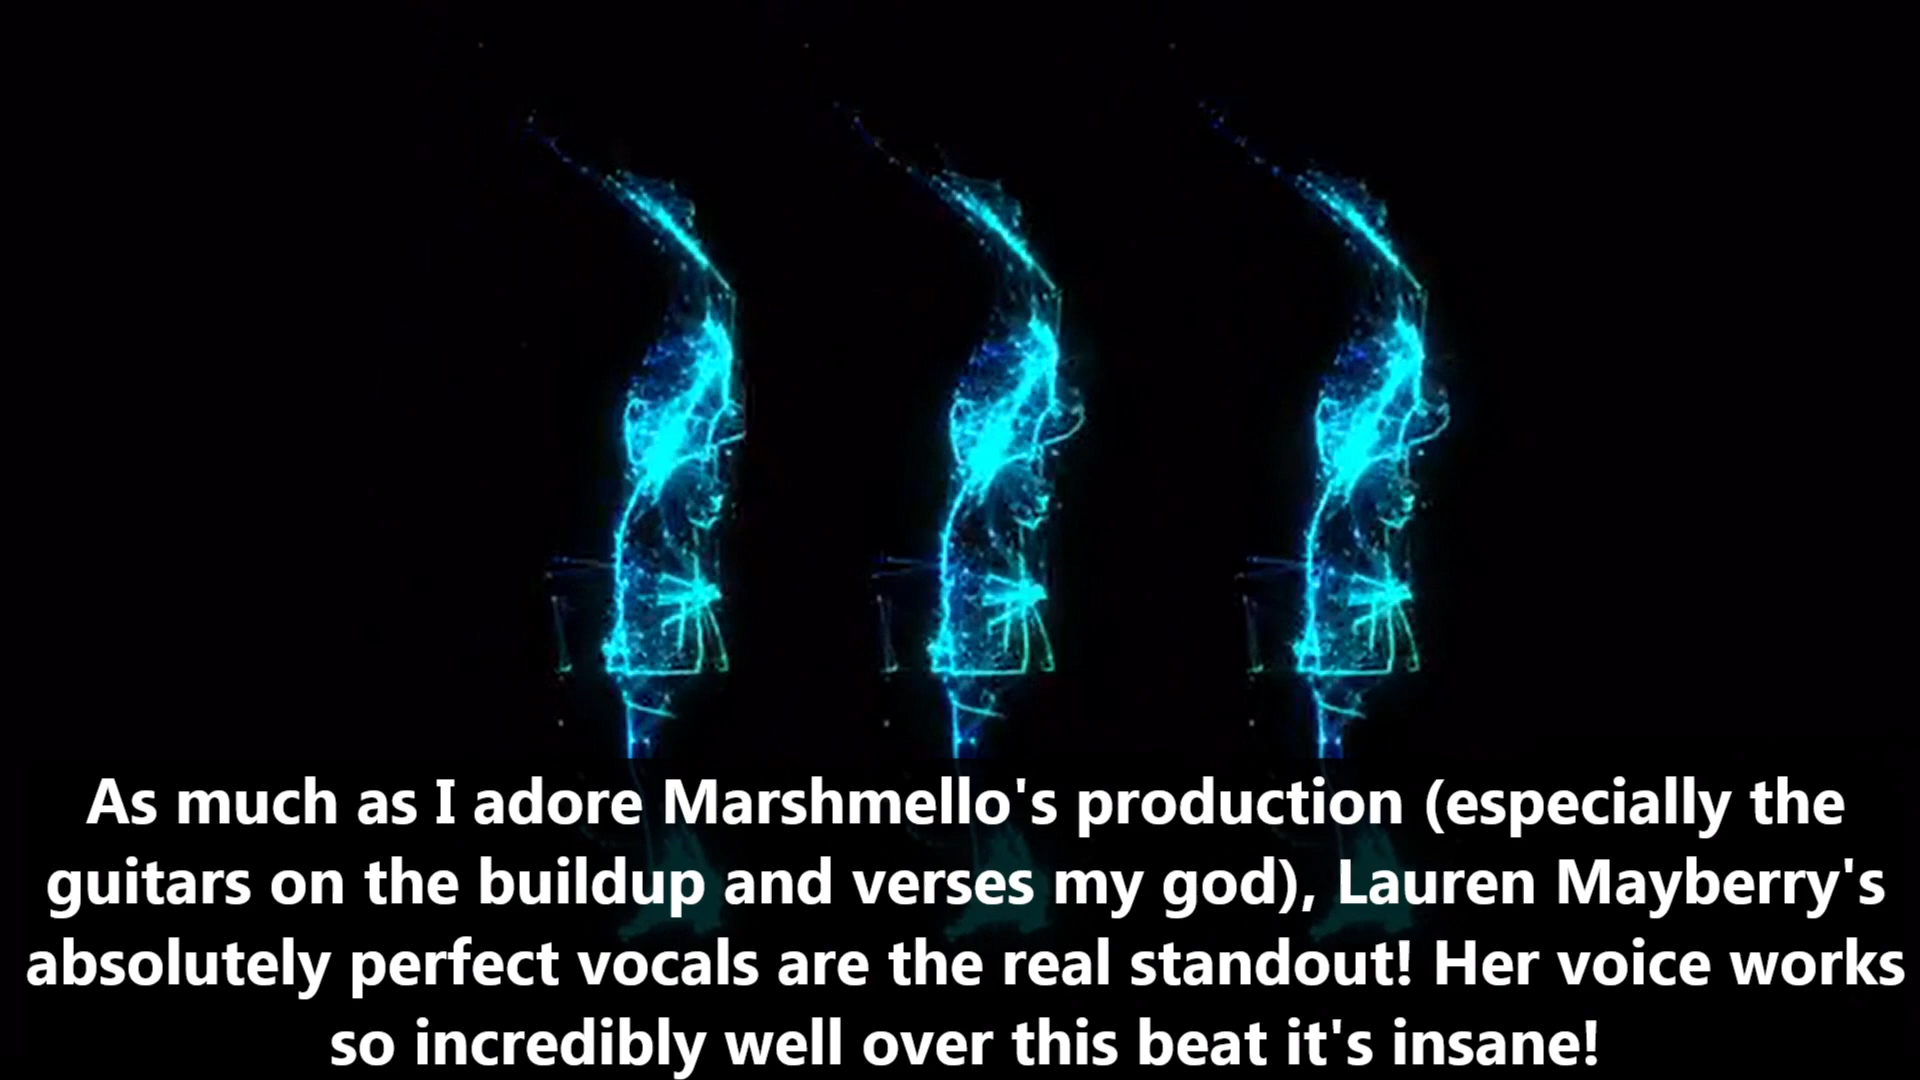 As much as I adore Marshmello's production (especially the
guitars on the buildup and verses my god), Lauren Mayberry's
absolutely perfect vocals are the real standout! Her voice works
so incredibly well over this beat it's insane!